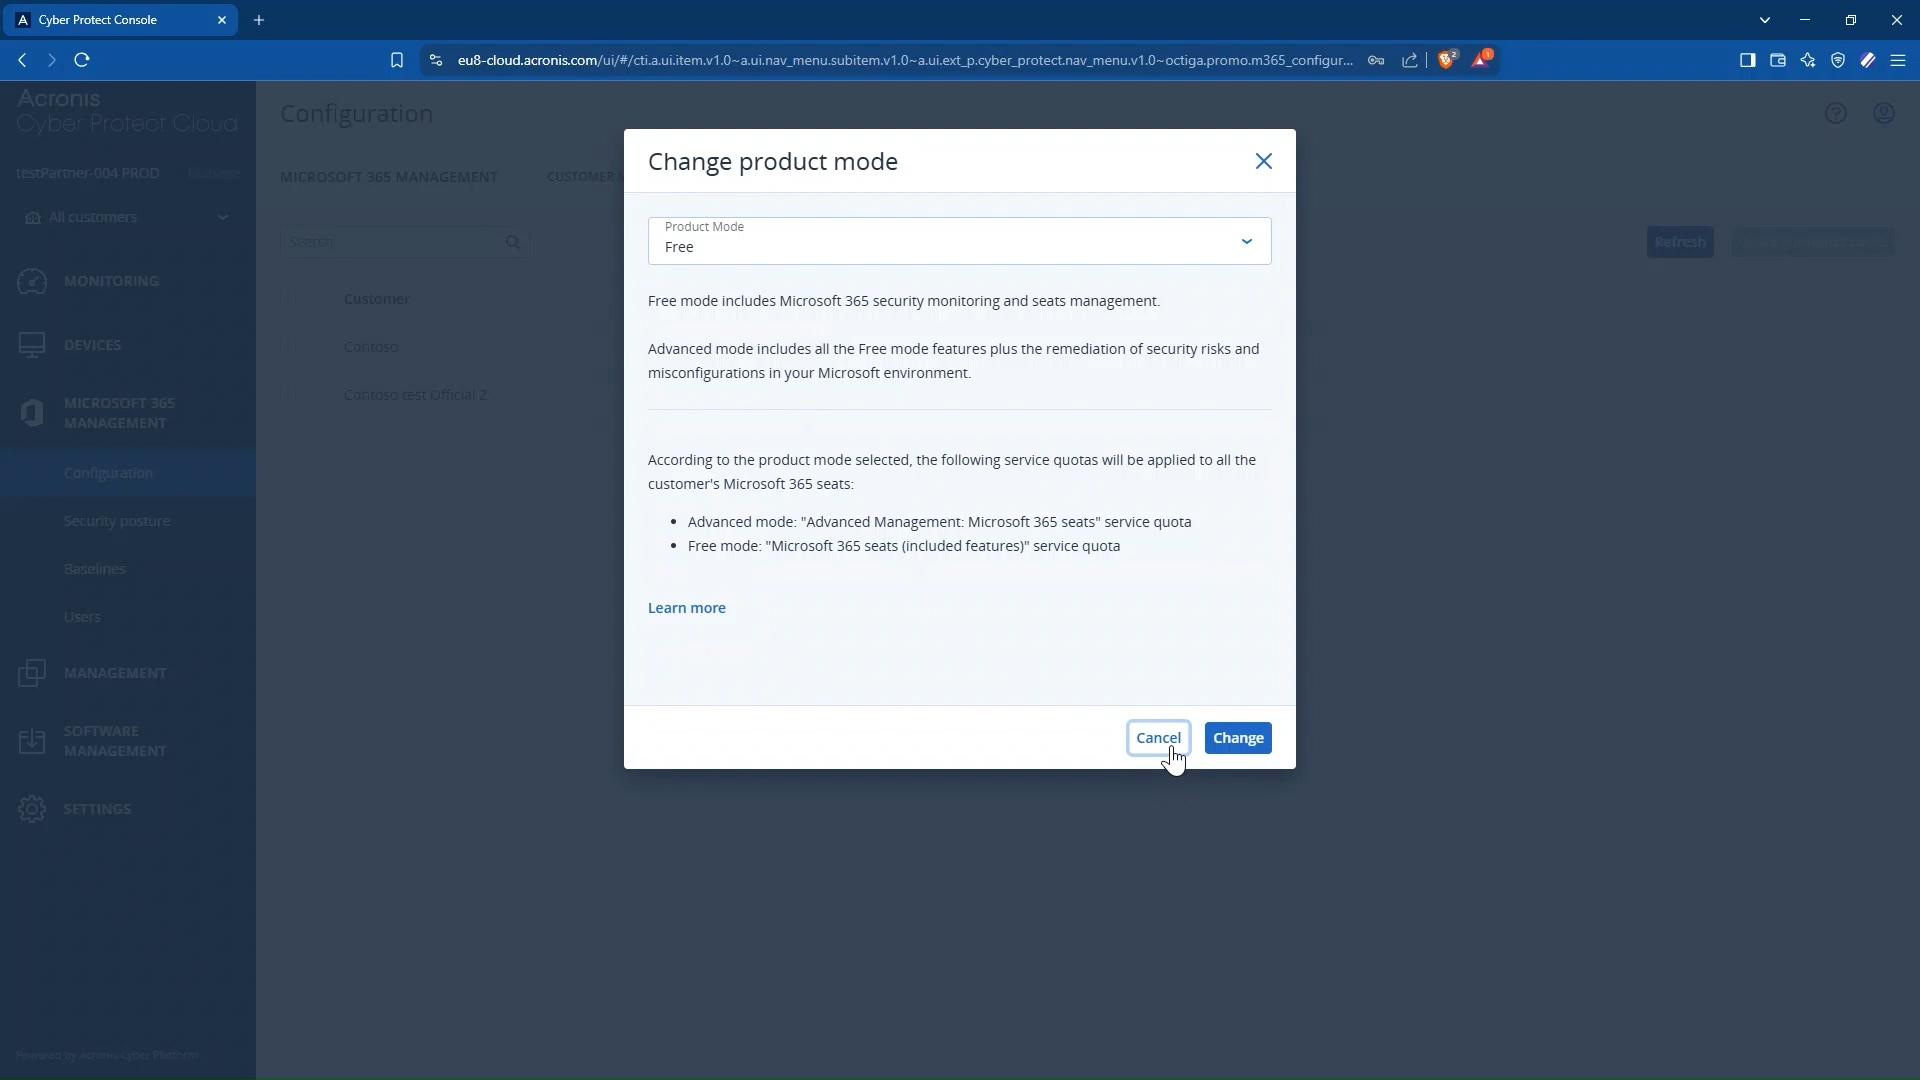 Cyber Protect Console
eu8-cloud.acronis.com/ui/#/cti.a.ui.item.v1.0~a.ui.nav_menu.subitem.v1.0~a.ui.ext_p.cyber_protect.nav_menu.v1.0~octiga.promo.m365_configur...
2
1
Acronis
Cyber Protect Cloud
Configuration
testPartner-004 PROD
MICROSOFT 365 MANAGEMENT
CUSTOMER
All customers
Search
Refresh
MONITORING
DEVICES
MICROSOFT 365
MANAGEMENT
Configuration
Security posture
Baselines
Users
MANAGEMENT
SOFTWARE
MANAGEMENT
SETTINGS
Powered by Acronis Cyber Platform
Customer
Contoso
Contoso test Official 2
Change product mode
Product Mode
Free
Free mode includes Microsoft 365 security monitoring and seats management.
Advanced mode includes all the Free mode features plus the remediation of security risks and
misconfigurations in your Microsoft environment.
According to the product mode selected, the following service quotas will be applied to all the
customer's Microsoft 365 seats:
• Advanced mode: "Advanced Management: Microsoft 365 seats" service quota
• Free mode: "Microsoft 365 seats (included features)" service quota
Learn more
Cancel
Change